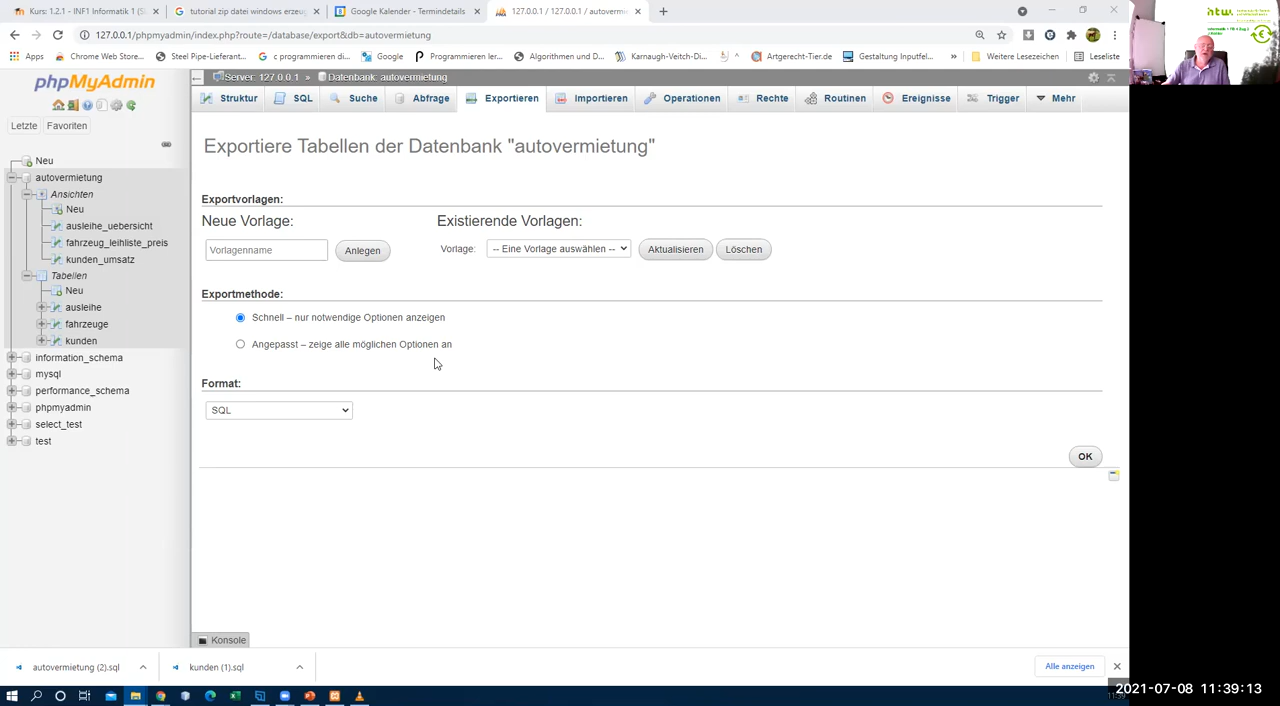 Kurs: 1.2.1 - INF Informatik 1 (SI
tutorial zip datei windows erzeug
Google Kalender - Termindetails
127.0.0.1 / 127.0.0.1 / autoverm
127.0.0.1/phpmyadmin/index.php?route=/database/export&db=autovermietung
Apps
Chrome Web Store...
Steel Pipe-Lieferant...
c programmieren di...
Google
Programmieren ler...
Algorithmen und D...
Karnaugh-Veitch-Di...
Artgerecht-Tier.de
Gestaltung Inputfel...
»
Weitere Lesezeichen
Leseliste
phpMyAdmin
Letzte
Favoriten
Neu
autovermietung
Ansichten
Neu
ausleihe_uebersicht
fahrzeug_leihliste_preis
kunden_umsatz
Tabellen
Neu
ausleihe
fahrzeuge
kunden
information_schema
mysql
performance_schema
phpmyadmin
select_test
test
Server: 127.0.0.1 » Datenbank: autovermietung
Struktur
SQL
Suche
Abfrage
Exportieren
Importieren
Operationen
Rechte
Routinen
Ereignisse
Trigger
Mehr
Exportiere Tabellen der Datenbank "autovermietung"
Exportvorlagen:
Neue Vorlage:
Existierende Vorlagen:
Vorlagenname
Anlegen
Vorlage:
-- Eine Vorlage auswählen --
Aktualisieren
Löschen
Exportmethode:
Schnell – nur notwendige Optionen anzeigen
Angepasst – zeige alle möglichen Optionen an
Format:
SQL
OK
Konsole
autovermietung (2).sql
kunden (1).sql
Alle anzeigen
2021-07-08 11:39:13
htw